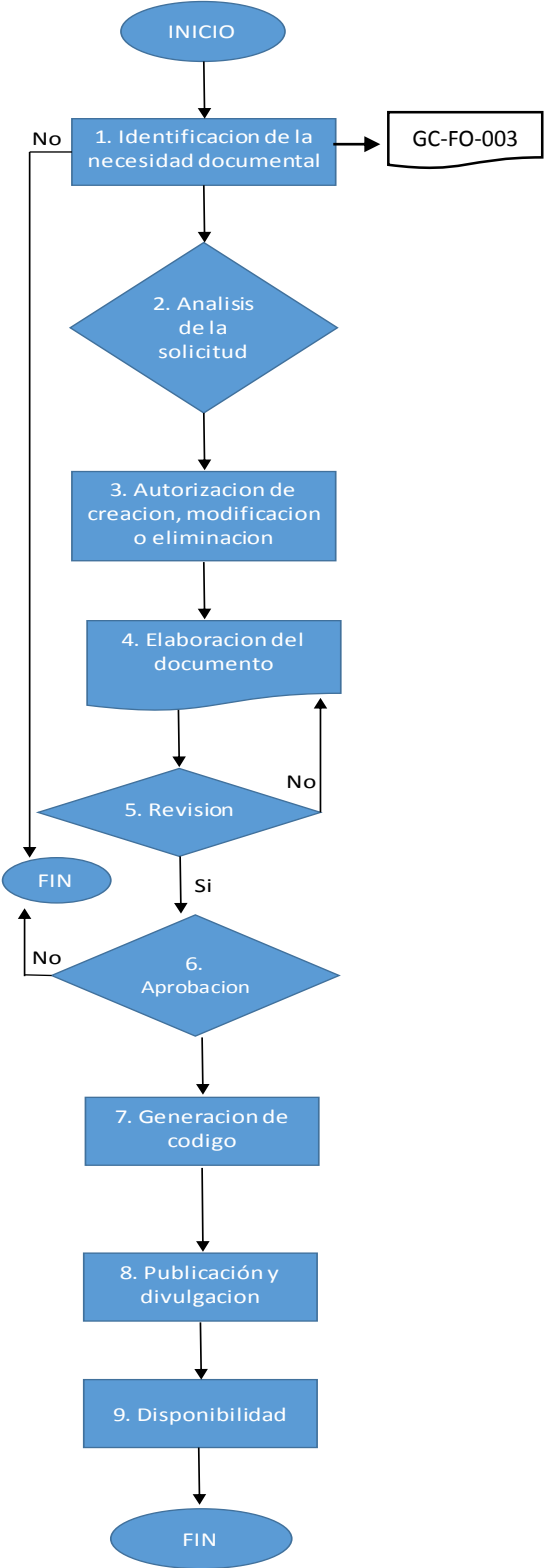 INICIO
No
1. Identificacion de la
necesidad documental
GC-FO-003
2. Analisis
de la
solicitud
3. Autorizacion de
creacion, modificacion
o eliminacion
4. Elaboracion del
documento
No
5. Revision
FIN
Si
No
6.
Aprobacion
7. Generacion de
codigo
8. Publicación y
divulgacion
9. Disponibilidad
FIN